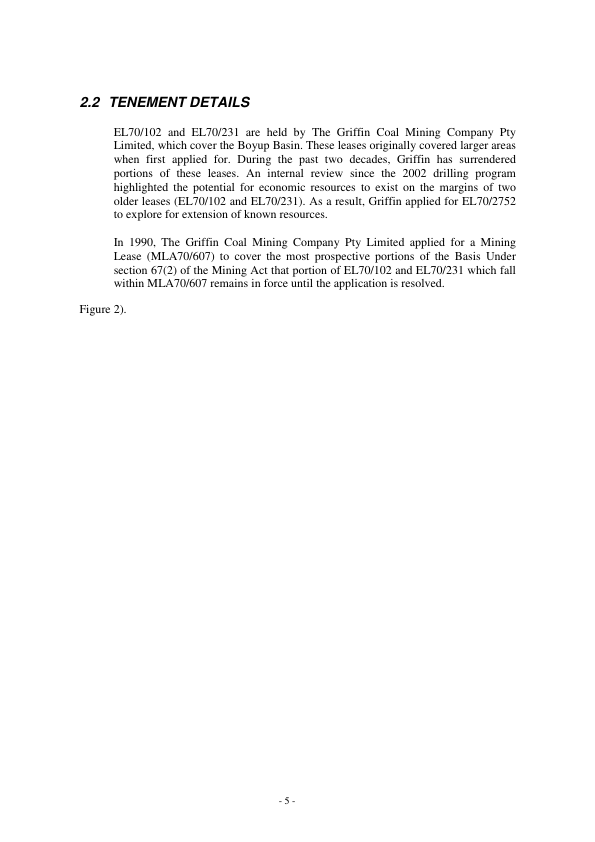 2.2 TENEMENT DETAILS
EL70/102 and EL70/231 are held by The Griffin Coal Mining Company Pty
Limited, which cover the Boyup Basin. These leases originally covered larger areas
when first applied for. During the past two decades, Griffin has surrendered
portions of these leases. An internal review since the 2002 drilling program
highlighted the potential for economic resources to exist on the margins of two
older leases (EL70/102 and EL70/231). As a result, Griffin applied for EL70/2752
to explore for extension of known resources.
In 1990, The Griffin Coal Mining Company Pty Limited applied for a Mining
Lease (MLA70/607) to cover the most prospective portions of the Basis Under
section 67(2) of the Mining Act that portion of EL70/102 and EL70/231 which fall
within MLA70/607 remains in force until the application is resolved.
Figure 2).
- 5 -